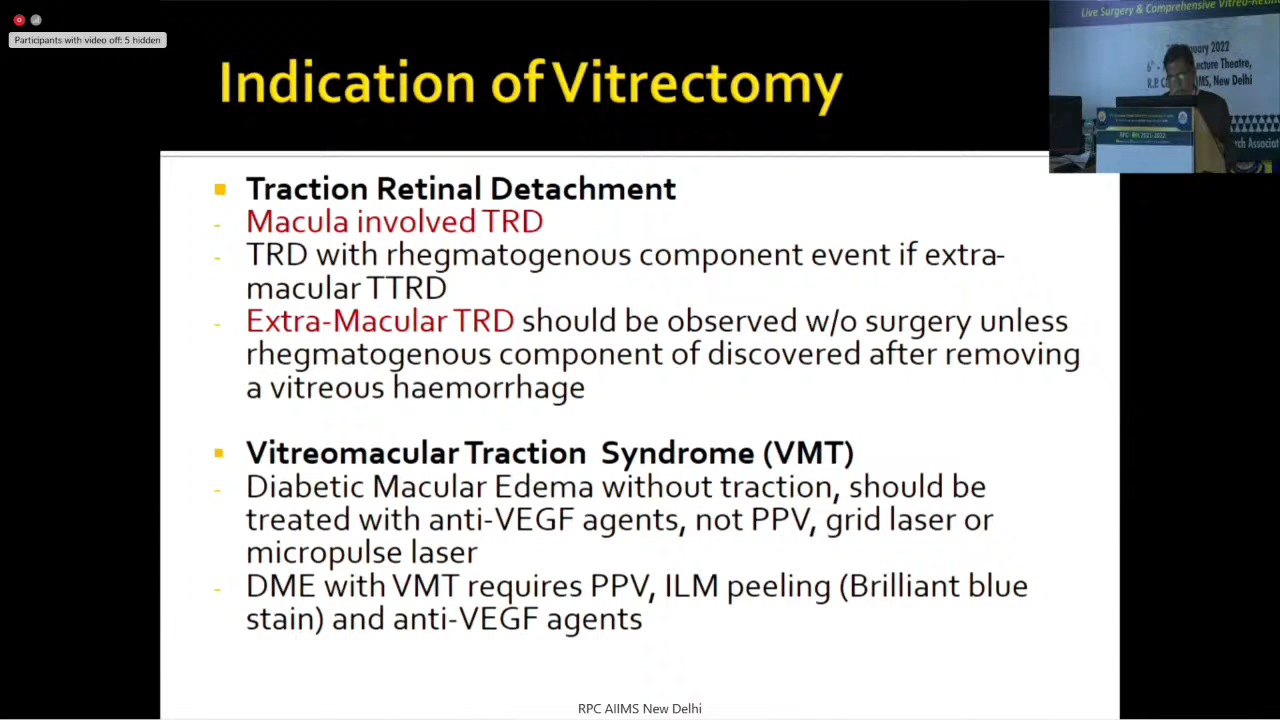 Participants with video off: 5 hidden
Live Surgery & Comprehensive Vitreo-Retin
2022
Lecture Theatre,
New Delhi
Indication of Vitrectomy
Traction Retinal Detachment
- Macula involved TRD
- TRD with rhegmatogenous component event if extra-
macular TTRD
- Extra-Macular TRD should be observed w/o surgery unless
rhegmatogenous component of discovered after removing
a vitreous haemorrhage
Vitreomacular Traction Syndrome (VMT)
- Diabetic Macular Edema without traction, should be
treated with anti-VEGF agents, not PPV, grid laser or
micropulse laser
- DME with VMT requires PPV, ILM peeling (Brilliant blue
stain) and anti-VEGF agents
RPC AIIMS New Delhi